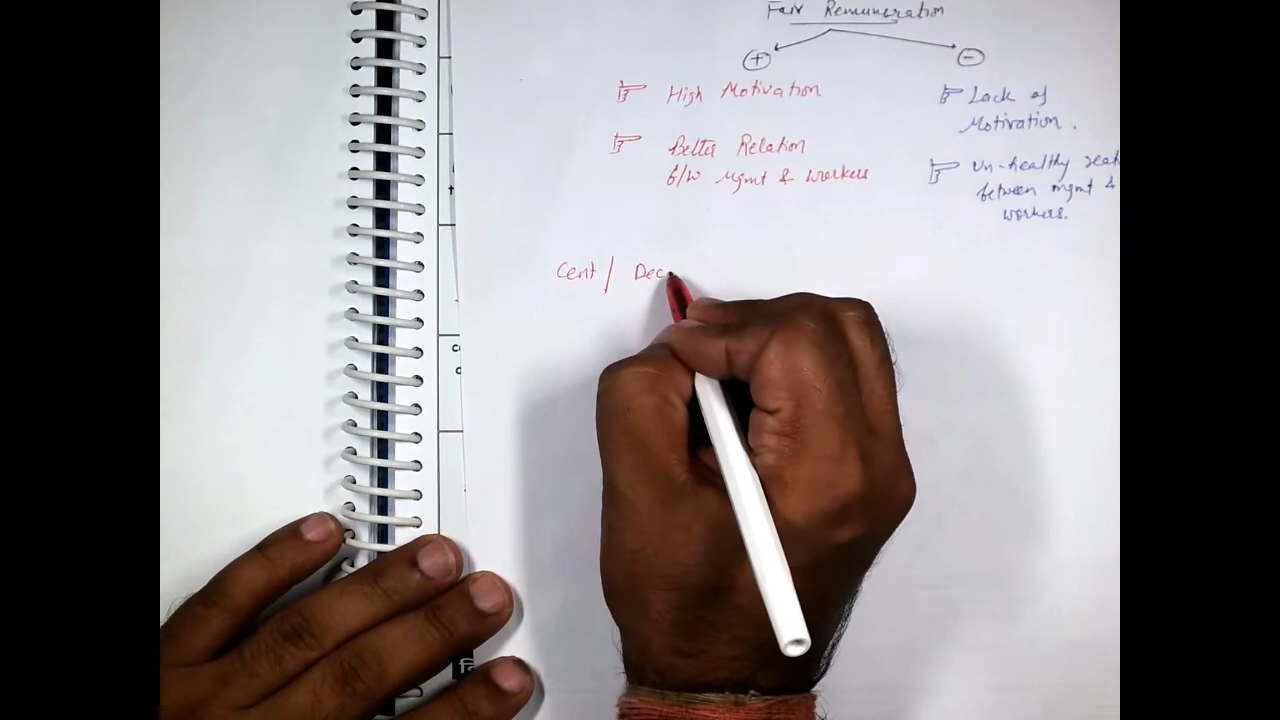 Fair Remuneration
+
-
High Motivation
Better Relation
b/w Mgmt & workers
Lack of
Motivation.
Un-healthy
between mgmt &
workers.
Cent / Dec